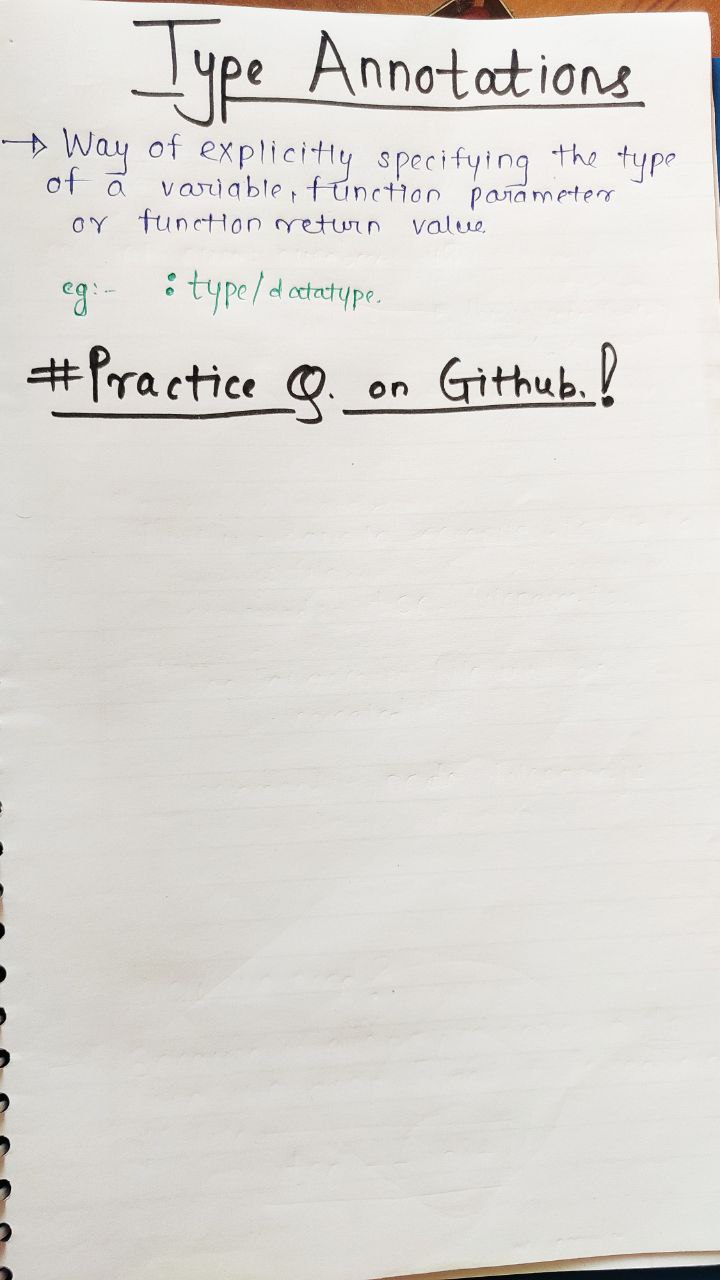 Type Annotations
→ Way of explicitly specifying the type
of a variable, function parameter
or function return value.
eg:- : type/datatype.
#Practice Q. on Github.!